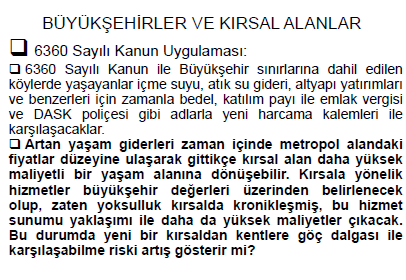 BÜYÜKŞEHİRLER VE KIRSAL ALANLAR
❑ 6360 Sayılı Kanun Uygulaması:
❑ 6360 Sayılı Kanun ile Büyükşehir sınırlarına dahil edilen
köylerde yaşayanlar içme suyu, atık su gideri, altyapı yatırımları
ve benzerleri için zamanla bedel, katılım payı ile emlak vergisi
ve DASK poliçesi gibi adlarla yeni harcama kalemleri ile
karşılaşacaklar.
❑ Artan yaşam giderleri zaman içinde metropol alandaki
fiyatlar düzeyine ulaşarak gittikçe kırsal alan daha yüksek
maliyetli bir yaşam alanına dönüşebilir. Kırsala yönelik
hizmetler büyükşehir değerleri üzerinden belirlenecek
olup, zaten yoksulluk kırsalda kronikleşmiş, bu hizmet
sunumu yaklaşımı ile daha da yüksek maliyetler çıkacak.
Bu durumda yeni bir kırsaldan kentlere göç dalgası ile
karşılaşabilme riski artış gösterir mi?